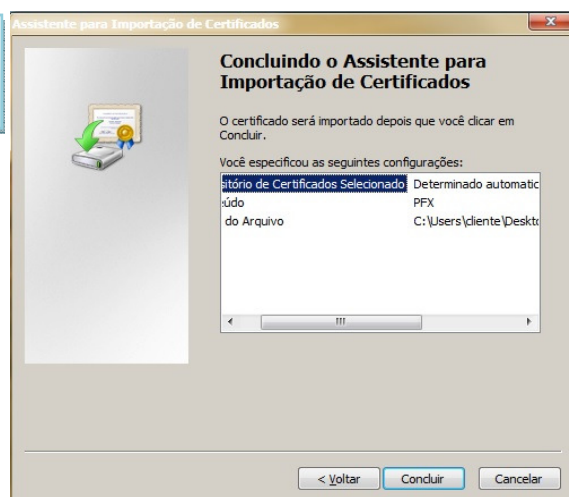 Assistente para Importação de Certificados
Concluindo o Assistente para
Importação de Certificados
O certificado será importado depois que você clicar em
Concluir.
Você especificou as seguintes configurações:
sitório de Certificados Selecionado Determinado automatic
údo PFX
do Arquivo C:\Users\cliente\Deskto
< Voltar Concluir Cancelar